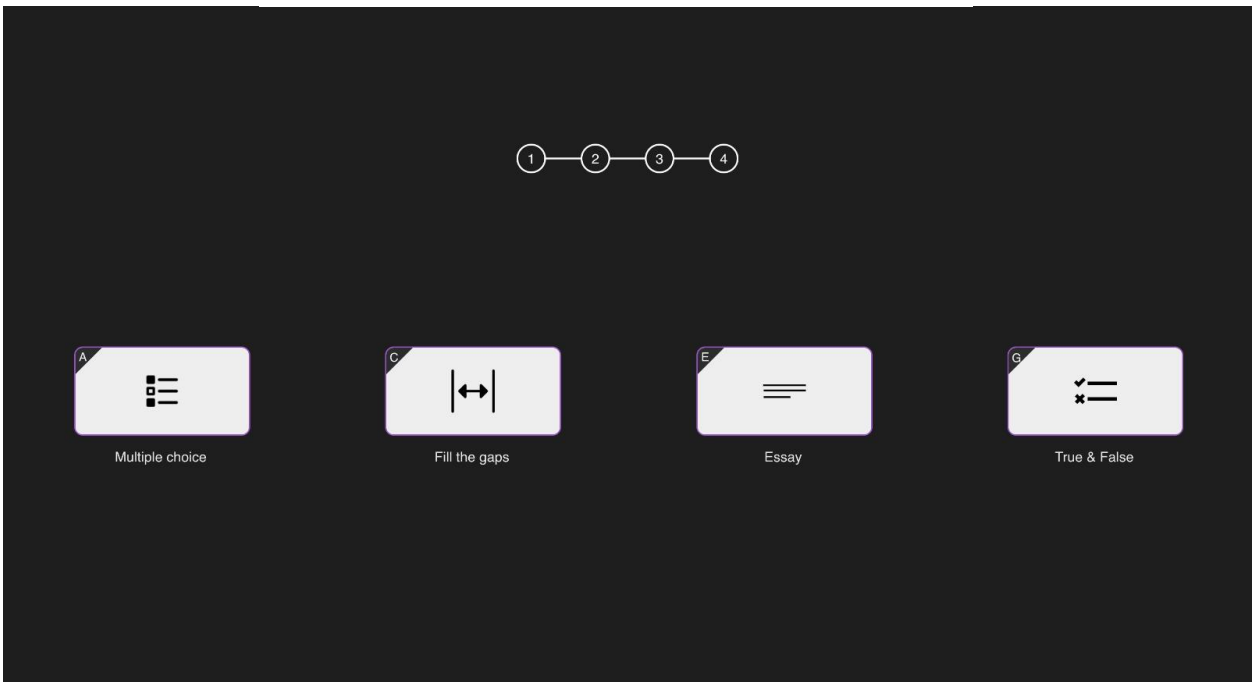 1 2 3 4
A
C
E
G
Multiple choice
Fill the gaps
Essay
True & False